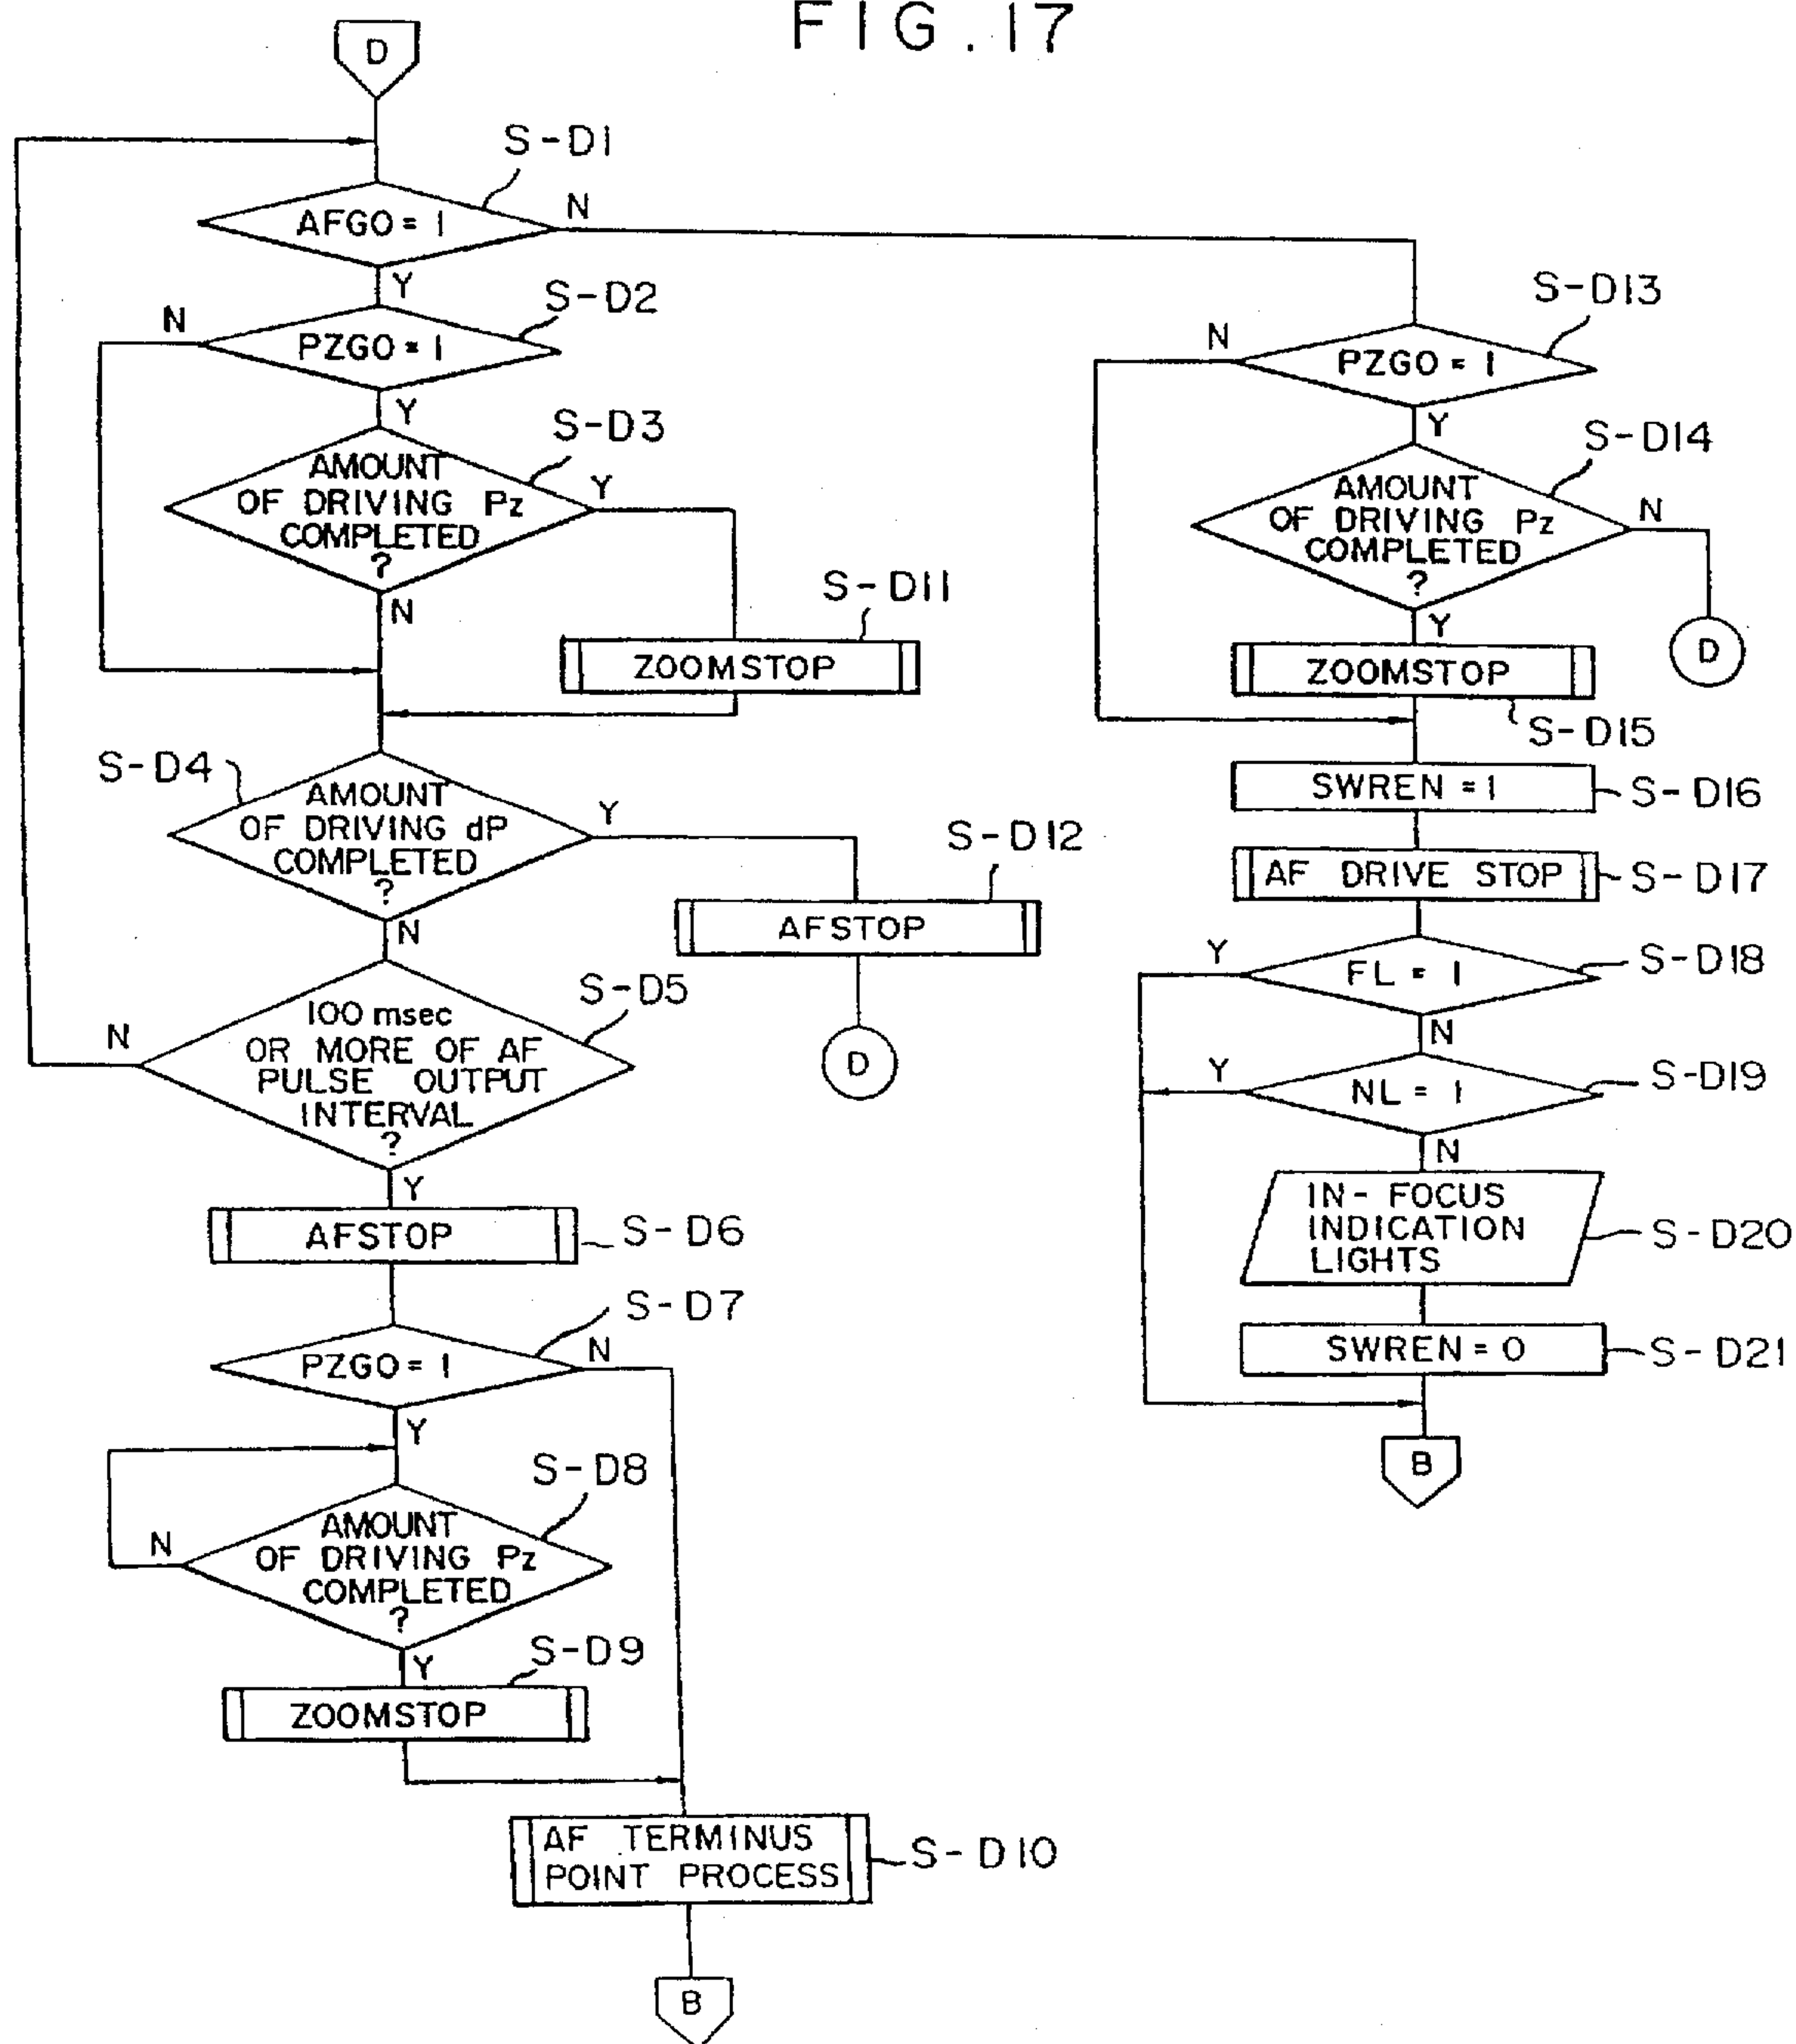 FIG. 17
D
S-D1
AFGO = 1
N
Y
S-D2
N
PZGO = 1
Y
S-D3
AMOUNT
OF DRIVING Pz
COMPLETED
?
Y
N
S-D11
ZOOMSTOP
S-D4
AMOUNT
OF DRIVING dP
COMPLETED
?
Y
N
S-D12
AFSTOP
D
S-D5
100 msec
OR MORE OF AF
PULSE OUTPUT
INTERVAL
?
N
Y
AFSTOP
S-D6
S-D7
PZGO = 1
N
Y
S-D8
AMOUNT
OF DRIVING Pz
COMPLETED
?
N
Y
S-D9
ZOOMSTOP
AF TERMINUS
POINT PROCESS
S-D10
B
S-D13
N
PZGO = 1
Y
S-D14
AMOUNT
OF DRIVING Pz
COMPLETED
?
N
D
Y
ZOOMSTOP
S-D15
SWREN = 1
S-D16
AF DRIVE STOP
S-D17
Y
FL = 1
S-D18
N
Y
NL = 1
S-D19
N
IN-FOCUS
INDICATION
LIGHTS
S-D20
SWREN = 0
S-D21
B